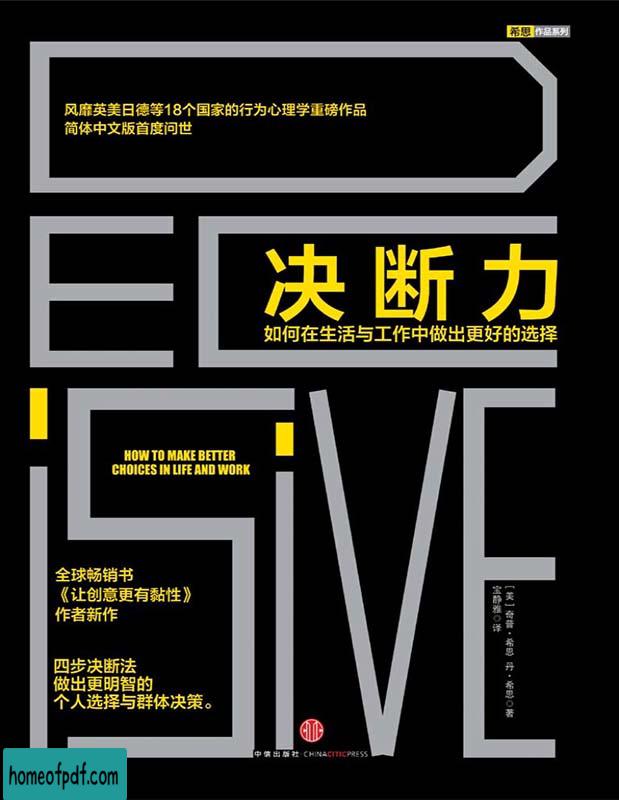 希思作品系列
风靡英美日德等18个国家的行为心理学重磅作品
简体中文版首度问世
DECiSiVE
决断力
如何在生活与工作中做出更好的选择
HOW TO MAKE BETTER
CHOICES IN LIFE AND WORK
全球畅销书
《让创意更有黏性》
作者新作
[美]奇普·希思 丹·希思◎著
宝静雅◎译
四步决断法
做出更明智的
个人选择与群体决策。
中信出版社·CHINACITICPRESS
homeofpdf.com